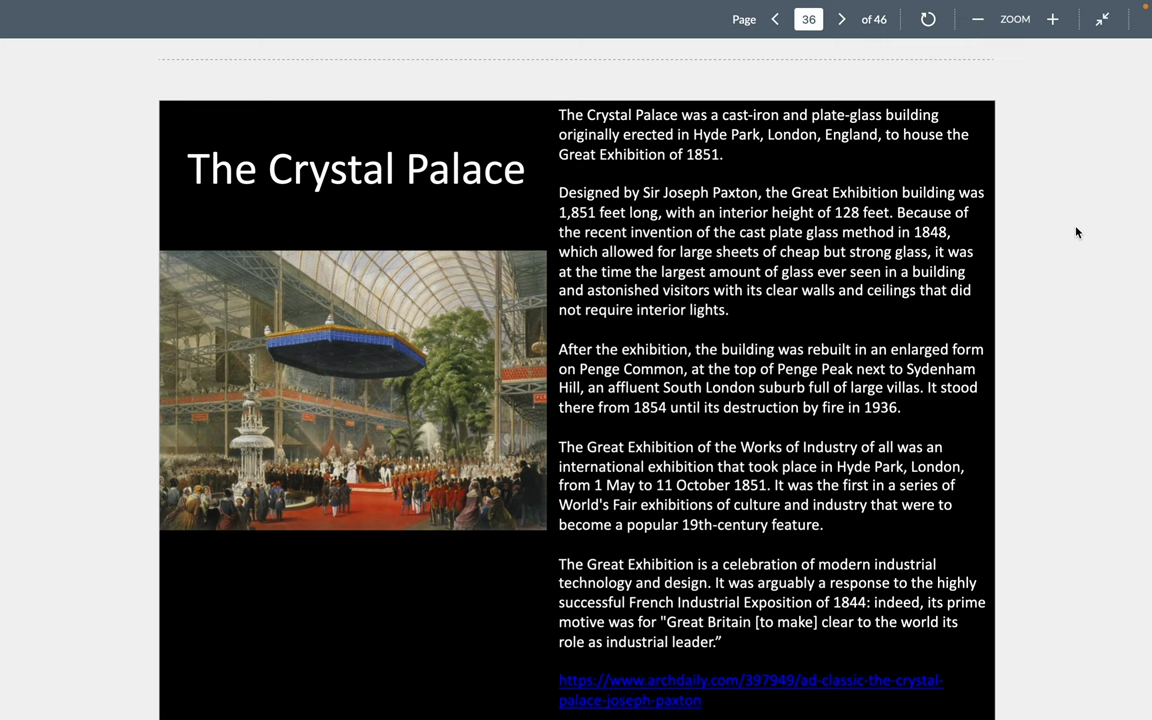 Page 36 of 46 ZOOM
The Crystal Palace
The Crystal Palace was a cast-iron and plate-glass building
originally erected in Hyde Park, London, England, to house the
Great Exhibition of 1851.
Designed by Sir Joseph Paxton, the Great Exhibition building was
1,851 feet long, with an interior height of 128 feet. Because of
the recent invention of the cast plate glass method in 1848,
which allowed for large sheets of cheap but strong glass, it was
at the time the largest amount of glass ever seen in a building
and astonished visitors with its clear walls and ceilings that did
not require interior lights.
After the exhibition, the building was rebuilt in an enlarged form
on Penge Common, at the top of Penge Peak next to Sydenham
Hill, an affluent South London suburb full of large villas. It stood
there from 1854 until its destruction by fire in 1936.
The Great Exhibition of the Works of Industry of all was an
international exhibition that took place in Hyde Park, London,
from 1 May to 11 October 1851. It was the first in a series of
World's Fair exhibitions of culture and industry that were to
become a popular 19th-century feature.
The Great Exhibition is a celebration of modern industrial
technology and design. It was arguably a response to the highly
successful French Industrial Exposition of 1844: indeed, its prime
motive was for "Great Britain [to make] clear to the world its
role as industrial leader.”
https://www.archdaily.com/397949/ad-classic-the-crystal-
palace-joseph-paxton